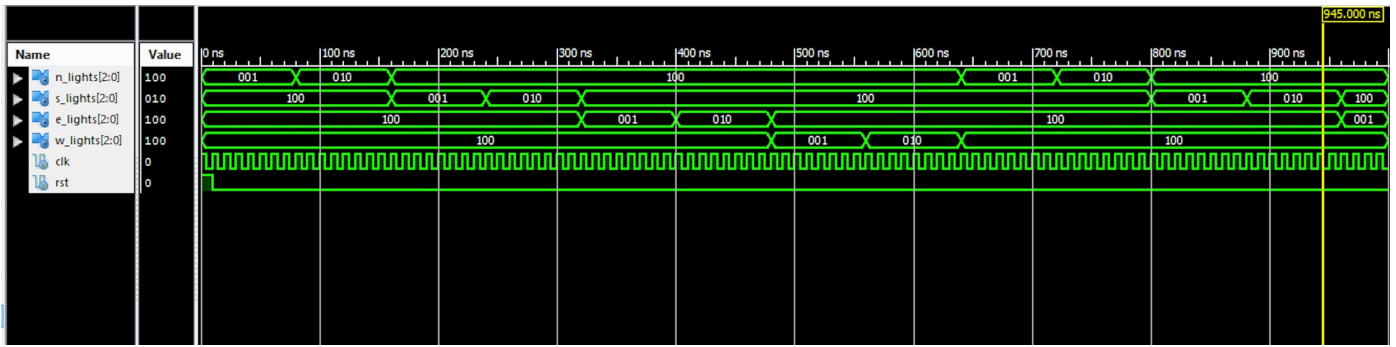 945.000 ns
Name Value 0 ns 100 ns 200 ns 300 ns 400 ns 500 ns 600 ns 700 ns 800 ns 900 ns
n_lights[2:0] 100 001 010 100 001 010 100
s_lights[2:0] 010 100 001 010 100 001 010 100
e_lights[2:0] 100 100 001 010 100 001
w_lights[2:0] 100 100 001 010 100
clk 0
rst 0